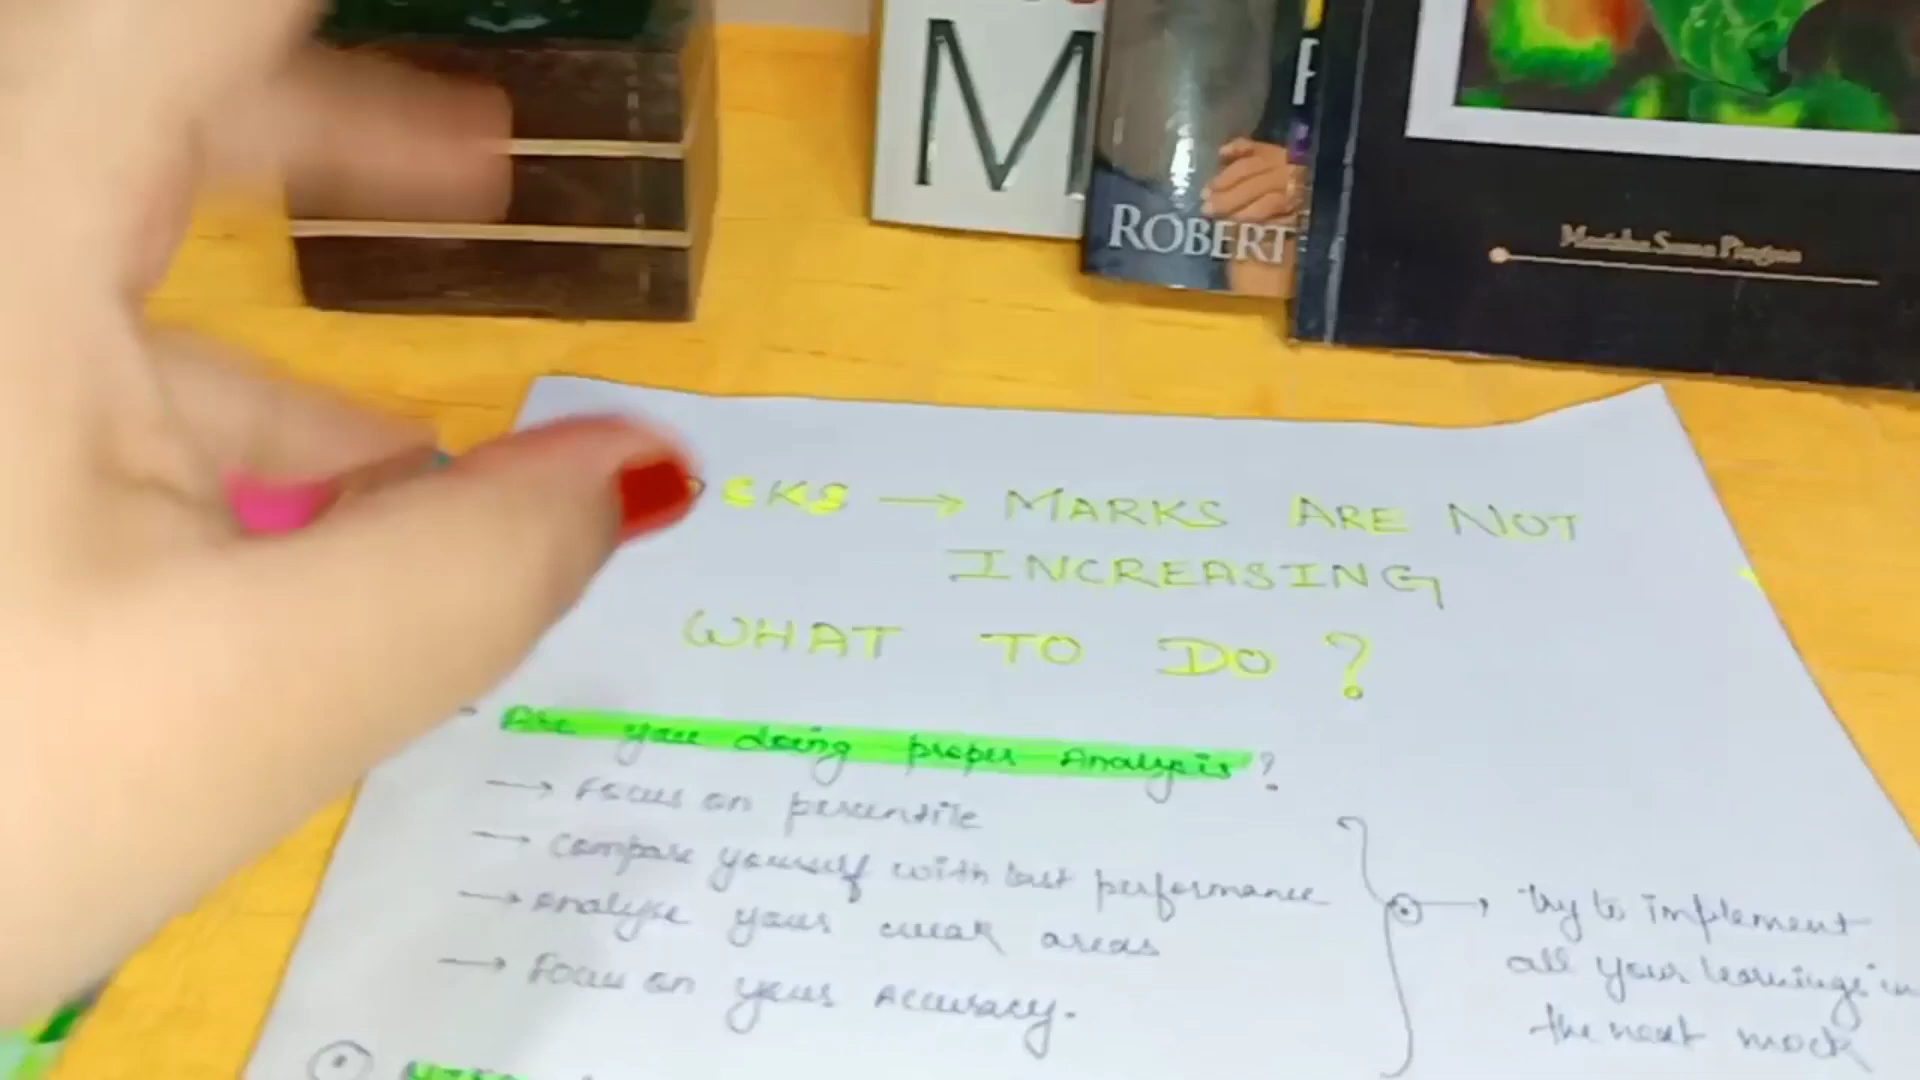 M
ROBERT
CKS → MARKS ARE NOT
INCREASING
WHAT TO DO ?
Are you doing proper Analysis ?
→ Focus on percentile
→ Compare yourself with last performance
→ Analyse your weak areas
→ Focus on your Accuracy.
→ try to implement
all your learnings in
the next mock